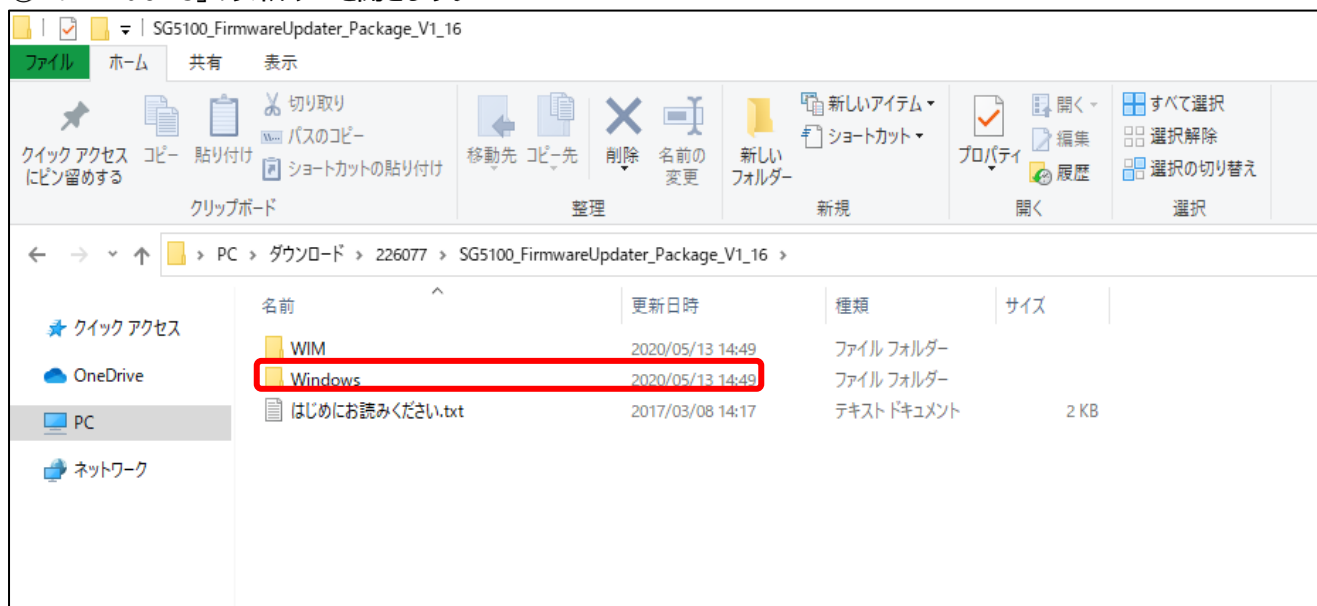 SG5100_FirmwareUpdater_Package_V1_16
ファイル ホーム 共有 表示
クイック アクセス
にピン留めする
コピー
貼り付け
切り取り
パスのコピー
ショートカットの貼り付け
クリップボード
移動先
コピー先
削除
名前の
変更
整理
新しい
フォルダー
新しいアイテム
ショートカット
新規
プロパティ
開く
編集
履歴
開く
すべて選択
選択解除
選択の切り替え
選択
PC › ダウンロード › 226077 › SG5100_FirmwareUpdater_Package_V1_16 ›
クイック アクセス
OneDrive
PC
ネットワーク
名前 更新日時 種類 サイズ
WIM 2020/05/13 14:49 ファイル フォルダー
Windows 2020/05/13 14:49 ファイル フォルダー
はじめにお読みください.txt 2017/03/08 14:17 テキスト ドキュメント 2 KB